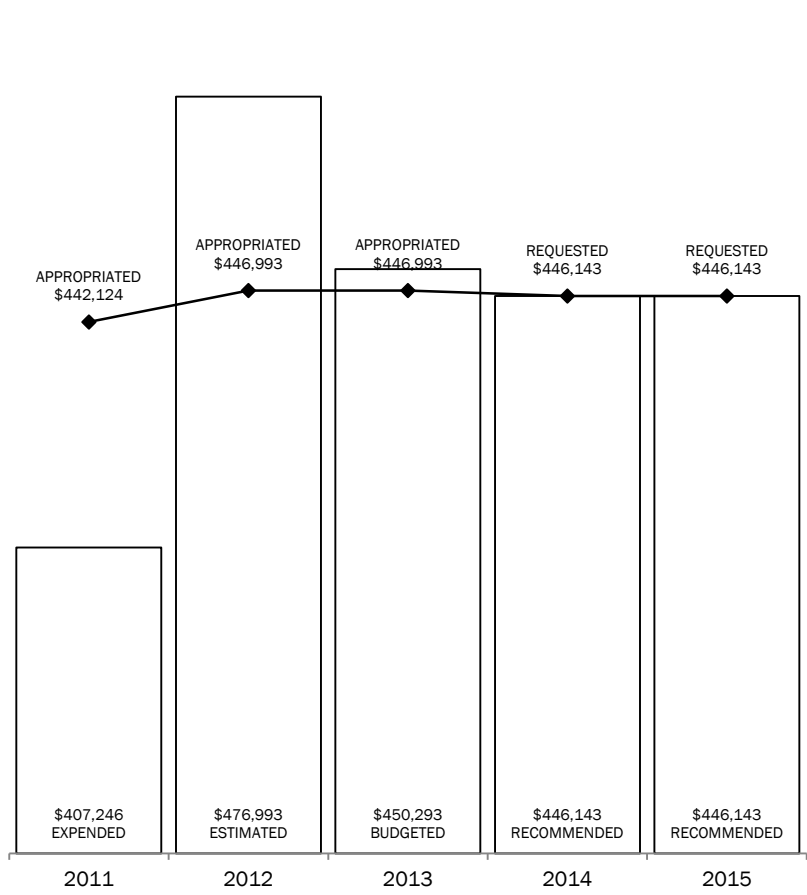 APPROPRIATED
$442,124
APPROPRIATED
$446,993
APPROPRIATED
$446,993
REQUESTED
$446,143
REQUESTED
$446,143
$407,246
EXPENDED
$476,993
ESTIMATED
$450,293
BUDGETED
$446,143
RECOMMENDED
$446,143
RECOMMENDED
2011
2012
2013
2014
2015